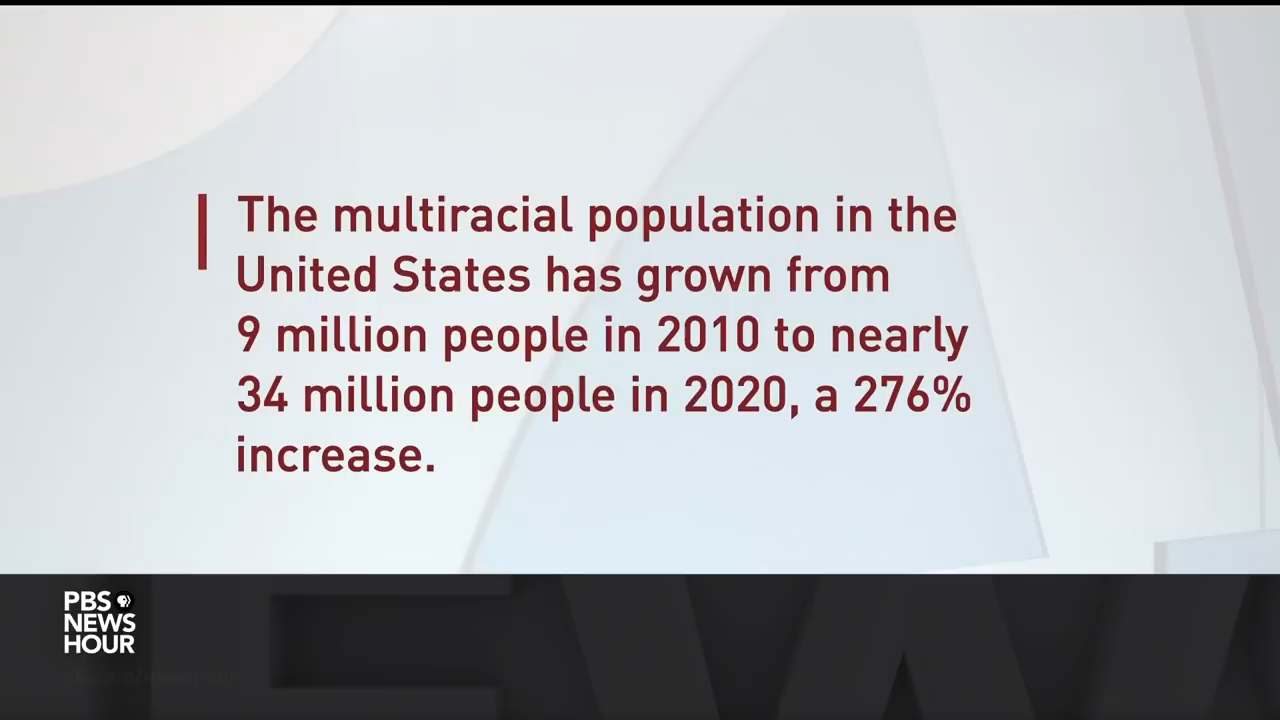 The multiracial population in the
United States has grown from
9 million people in 2010 to nearly
34 million people in 2020, a 276%
increase.
PBS
NEWS
HOUR